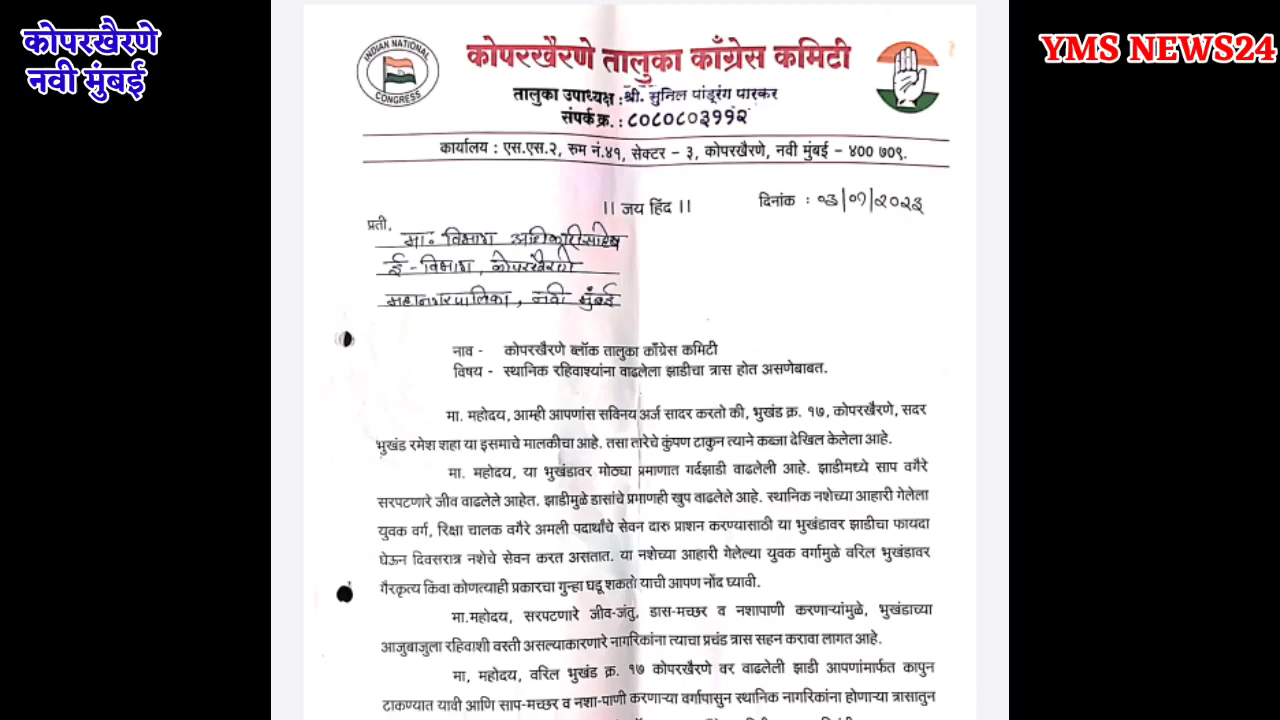 कोपरखैरणे
नवी मुंबई
YMS NEWS24
INDIAN NATIONAL
CONGRESS
कोपरखैरणे तालुका काँग्रेस कमिटी
तालुका उपाध्यक्ष : श्री. सुनिल पांडूरंग पारकर
संपर्क क्र. : ८०८०८०३११२
कार्यालय : एस.एस.२, रुम नं.४१, सेक्टर - ३, कोपरखैरणे, नवी मुंबई - ४०० ७०९.
।। जय हिंद ।।
दिनांक : ०३/०१/२०२३
प्रती,
मा. विभाग अधिकारीसाहेब
ई-विभाग, कोपरखैरणे
महानगरपालिका, नवी मुंबई
नाव - कोपरखैरणे ब्लॉक तालुका काँग्रेस कमिटी
विषय - स्थानिक रहिवाश्यांना वाढलेला झाडीचा त्रास होत असणेबाबत.
मा. महोदय, आम्ही आपणांस सविनय अर्ज सादर करतो की, भुखंड क्र. १७, कोपरखैरणे, सदर
भुखंड रमेश शहा या इसमाचे मालकीचा आहे. तसा तारेचे कुंपण टाकुन त्याने कब्जा देखिल केलेला आहे.
मा. महोदय, या भुखंडावर मोठ्या प्रमाणात गर्दझाडी वाढलेली आहे. झाडीमध्ये साप वगैरे
सरपटणारे जीव वाढलेले आहेत. झाडीमुळे डासांचे प्रमाणही खुप वाढलेले आहे. स्थानिक नशेच्या आहारी गेलेला
युवक वर्ग, रिक्षा चालक वगैरे अमली पदार्थांचे सेवन दारु प्राशन करण्यासाठी या भुखंडावर झाडीचा फायदा
घेऊन दिवसरात्र नशेचे सेवन करत असतात. या नशेच्या आहारी गेलेल्या युवक वर्गामुळे वरिल भुखंडावर
गैरकृत्य किंवा कोणत्याही प्रकारचा गुन्हा घडू शकतो याची आपण नोंद घ्यावी.
मा.महोदय, सरपटणारे जीव-जंतु, डास-मच्छर व नशापाणी करणाऱ्यांमुळे, भुखंडाच्या
आजुबाजुला रहिवाशी वस्ती असल्याकारणारे नागरिकांना त्याचा प्रचंड त्रास सहन करावा लागत आहे.
मा, महोदय, वरिल भुखंड क्र. १७ कोपरखैरणे वर वाढलेली झाडी आपणांमार्फत कापुन
टाकण्यात यावी आणि साप-मच्छर व नशा-पाणी करणाऱ्या वर्गापासुन स्थानिक नागरिकांना होणाऱ्या त्रासातुन